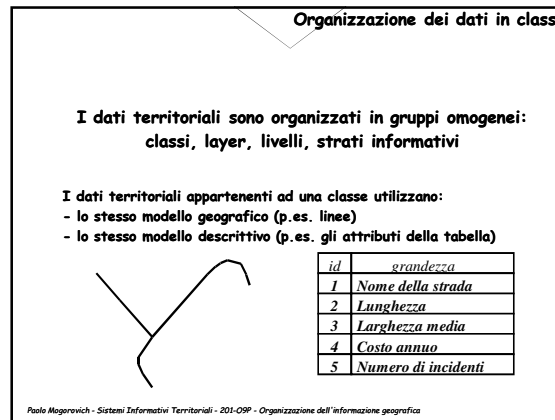 Organizzazione dei dati in class
I dati territoriali sono organizzati in gruppi omogenei:
classi, layer, livelli, strati informativi
I dati territoriali appartenenti ad una classe utilizzano:
- lo stesso modello geografico (p.es. linee)
- lo stesso modello descrittivo (p.es. gli attributi della tabella)
id grandezza
1 Nome della strada
2 Lunghezza
3 Larghezza media
4 Costo annuo
5 Numero di incidenti
Paolo Mogorovich - Sistemi Informativi Territoriali - 201-09P - Organizzazione dell'informazione geografica